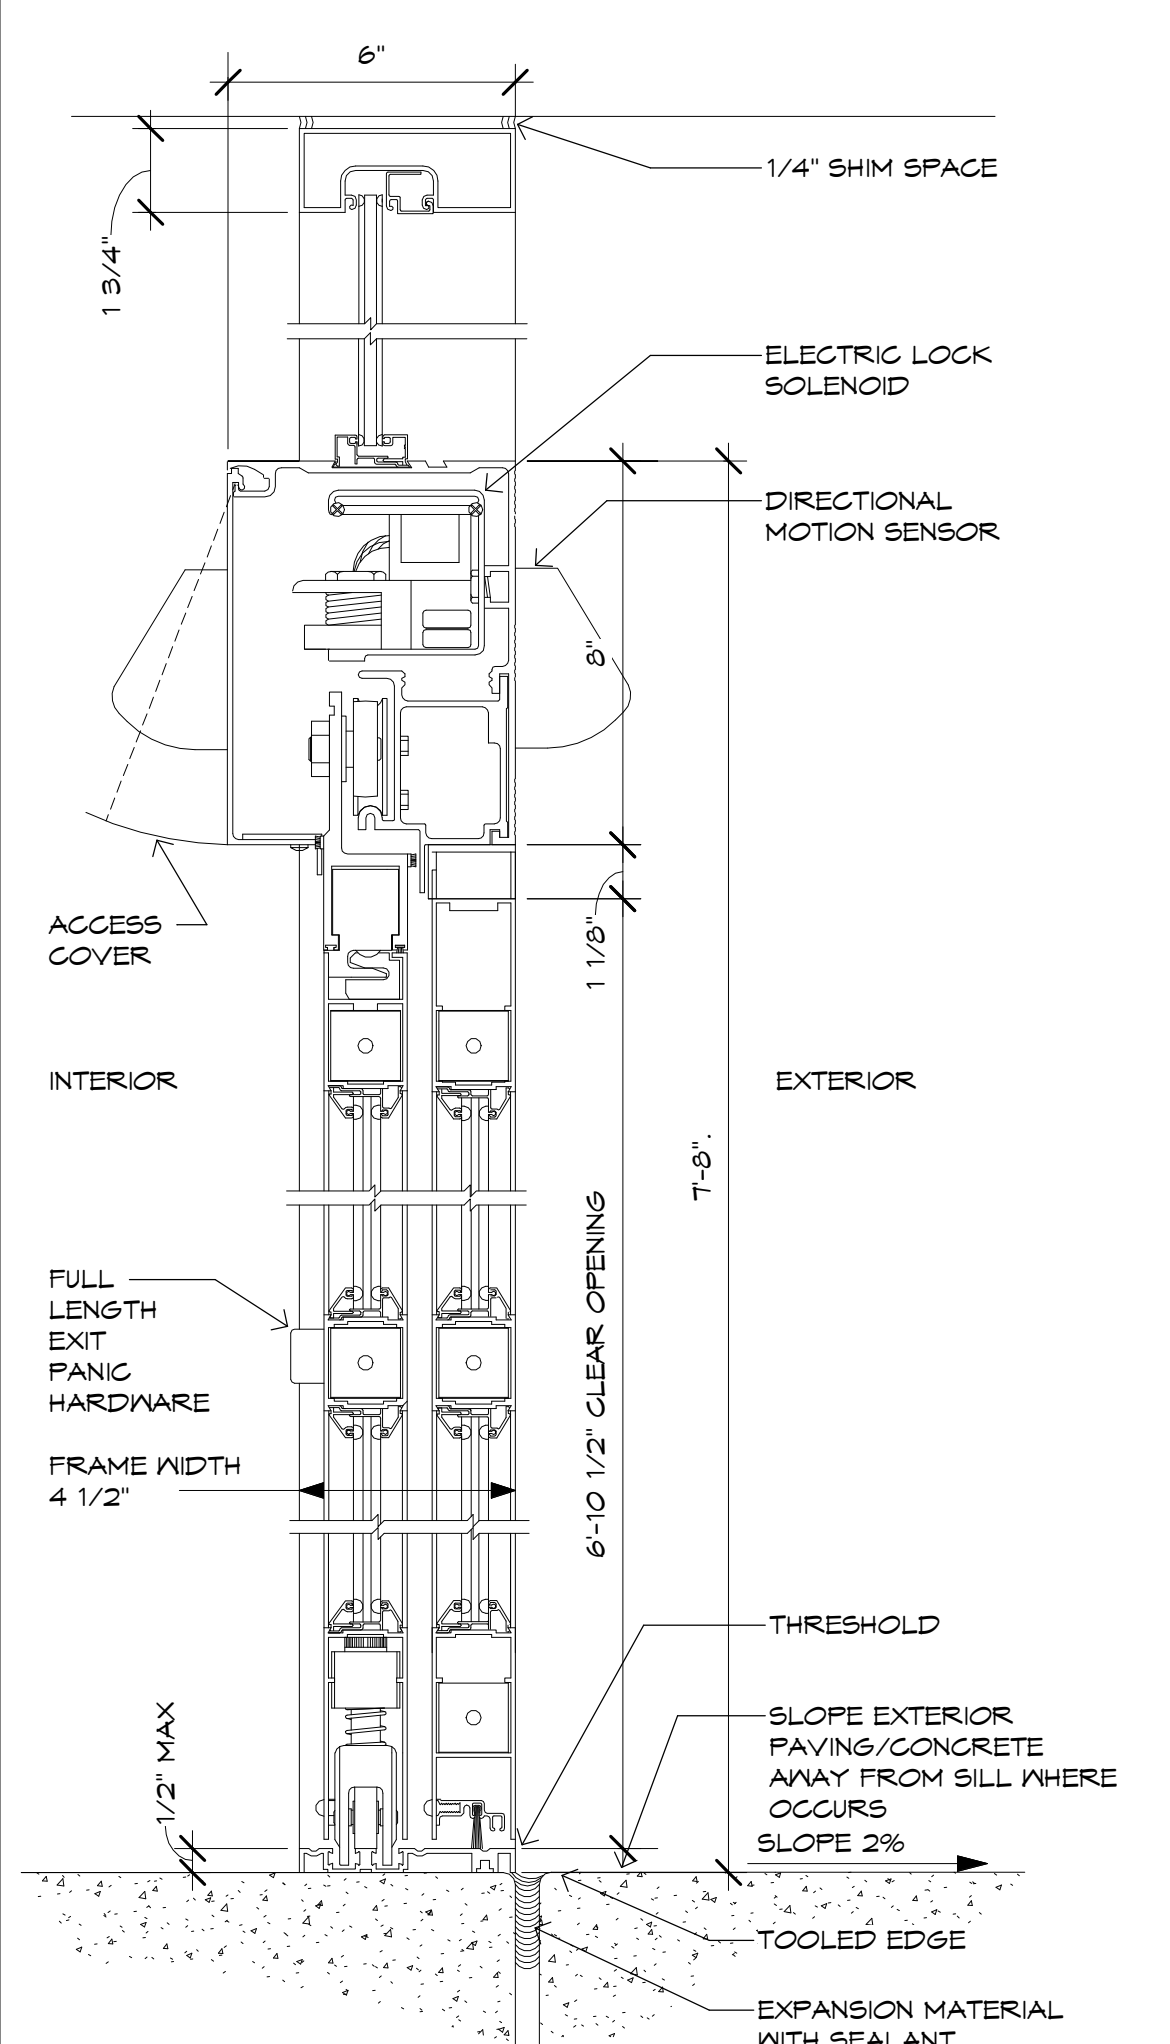 6"
1/4" SHIM SPACE
1 3/4"
ELECTRIC LOCK
SOLENOID
DIRECTIONAL
MOTION SENSOR
8"
ACCESS
COVER
1 1/8"
INTERIOR
EXTERIOR
7'-8".
6'-10 1/2" CLEAR OPENING
FULL
LENGTH
EXIT
PANIC
HARDWARE
FRAME WIDTH
4 1/2"
THRESHOLD
1/2" MAX
SLOPE EXTERIOR
PAVING/CONCRETE
AWAY FROM SILL WHERE
OCCURS
SLOPE 2%
TOOLED EDGE
EXPANSION MATERIAL
WITH SEALANT